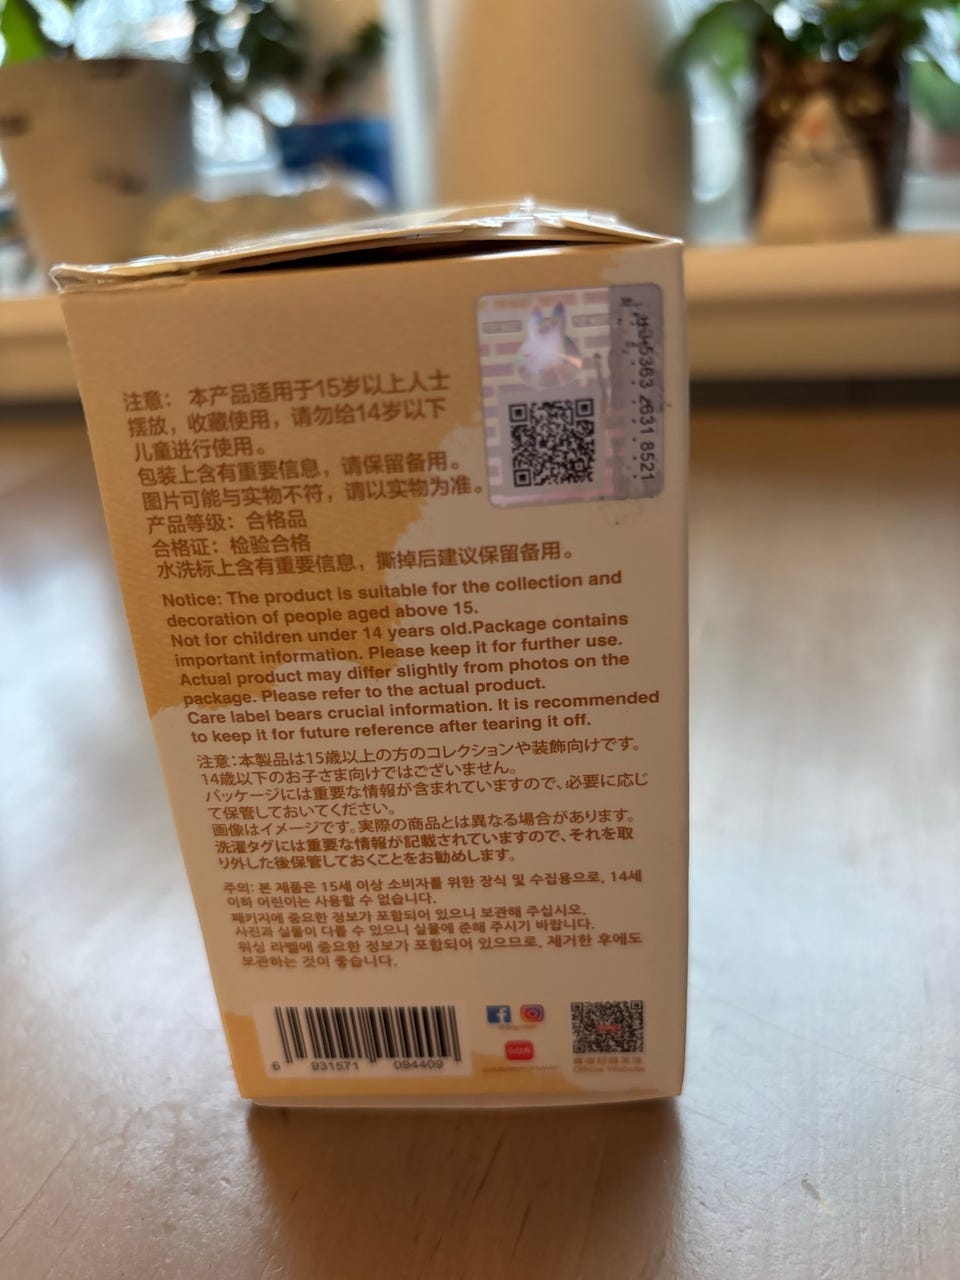 注意： 本产品适用于15岁以上人士
摆放，收藏使用，请勿给14岁以下
儿童进行使用。
包装上含有重要信息，请保留备用。
图片可能与实物不符，请以实物为准。
产品等级：合格品
合格证：检验合格
水洗标上含有重要信息，撕掉后建议保留备用。
Notice: The product is suitable for the collection and
decoration of people aged above 15.
Not for children under 14 years old.Package contains
important information. Please keep it for further use.
Actual product may differ slightly from photos on the
package. Please refer to the actual product.
Care label bears crucial information. It is recommended
to keep it for future reference after tearing it off.
注意：本製品は15歳以上の方のコレクションや装飾向けです。
14歳以下のお子さま向けではございません。
パッケージには重要な情報が含まれていますので、必要に応じ
て保管しておいてください。
画像はイメージです。実際の商品とは異なる場合があります。
洗濯タグには重要な情報が記載されていますので、それを取
り外した後保管しておくことをお勧めします。
주의: 본 제품은 15세 이상 소비자를 위한 장식 및 수집용으로, 14세
이하 어린이는 사용할 수 없습니다.
패키지에 중요한 정보가 포함되어 있으니 보관해 주십시오.
사진과 실물이 다를 수 있으니 실물에 준해 주시기 바랍니다.
워싱 라벨에 중요한 정보가 포함되어 있으므로, 제거한 후에도
보관하는 것이 좋습니다.
6 931571 094409
小红书
Official Website
2631 8521